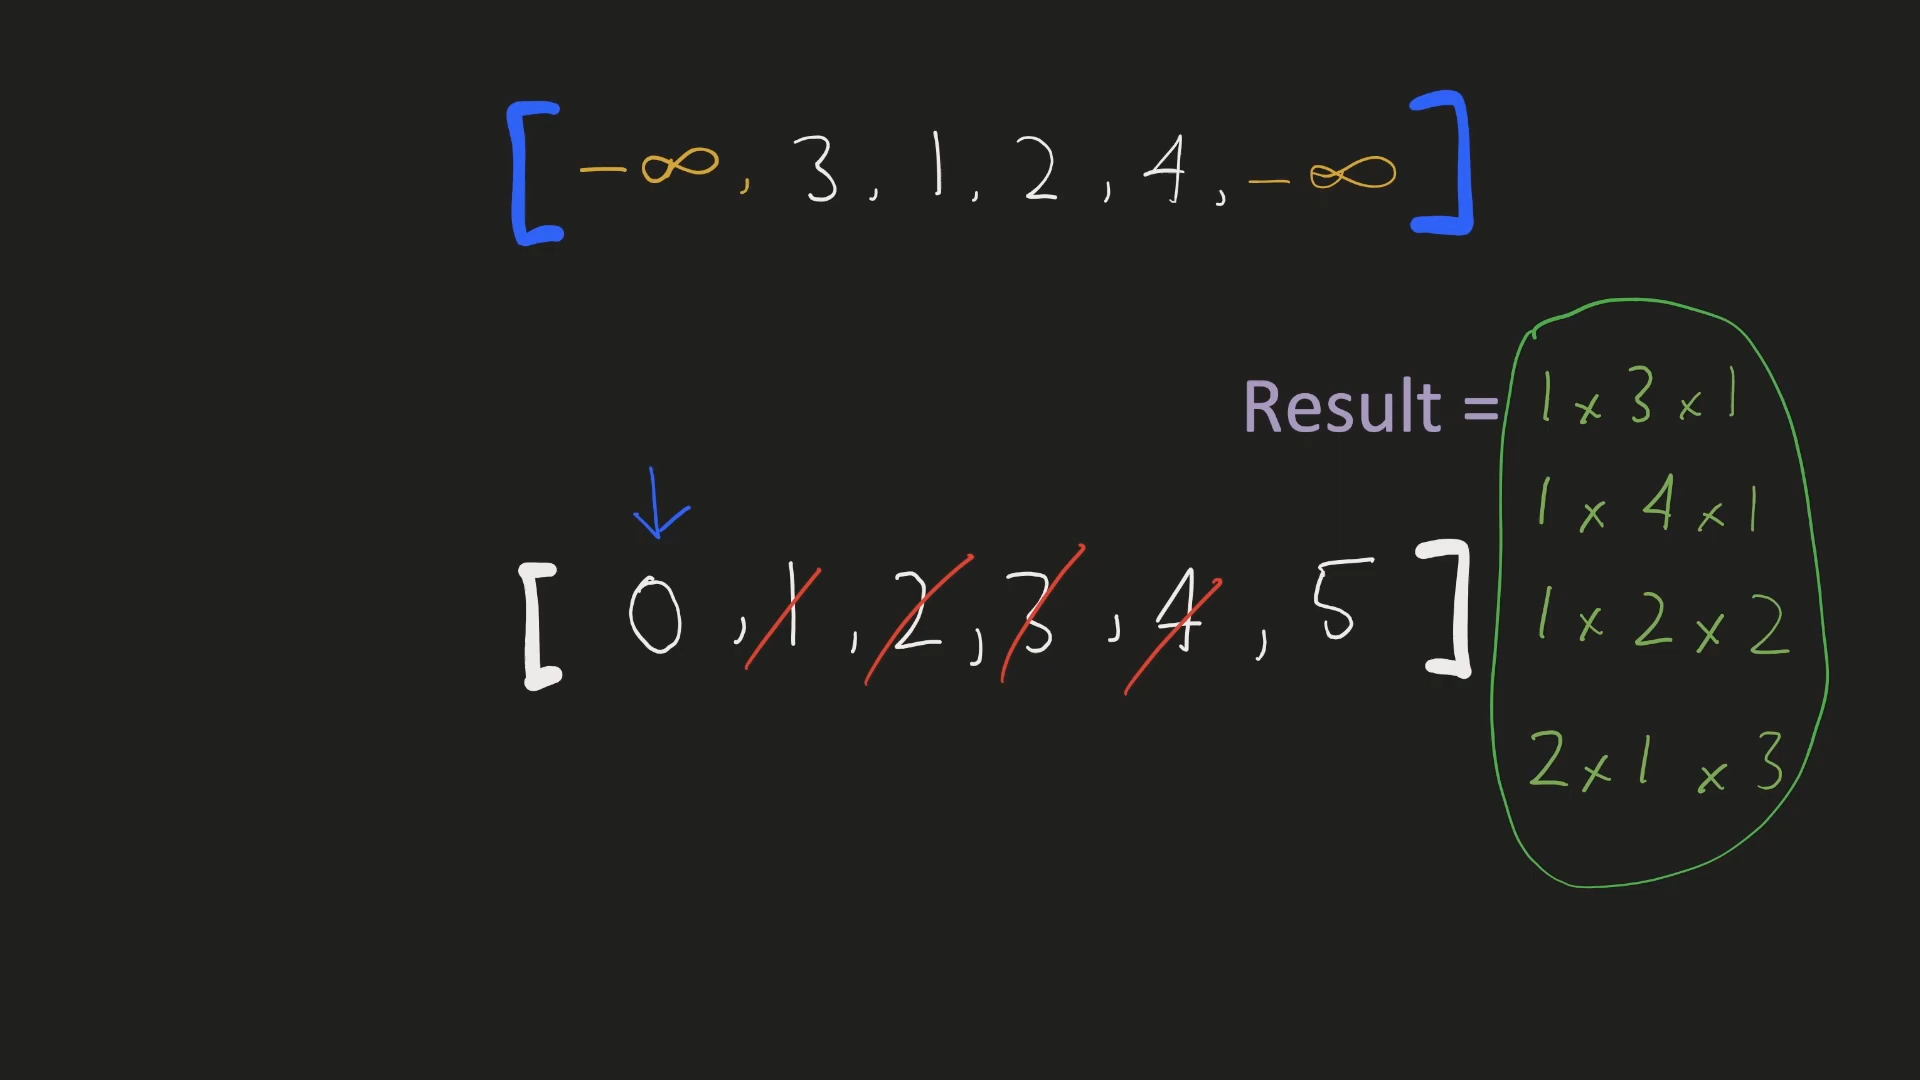 [ -∞, 3, 1, 2, 4, -∞ ]
Result = 1 x 3 x 1
1 x 4 x 1
[ 0, 1, 2, 3, 4, 5 ]
1 x 2 x 2
2 x 1 x 3